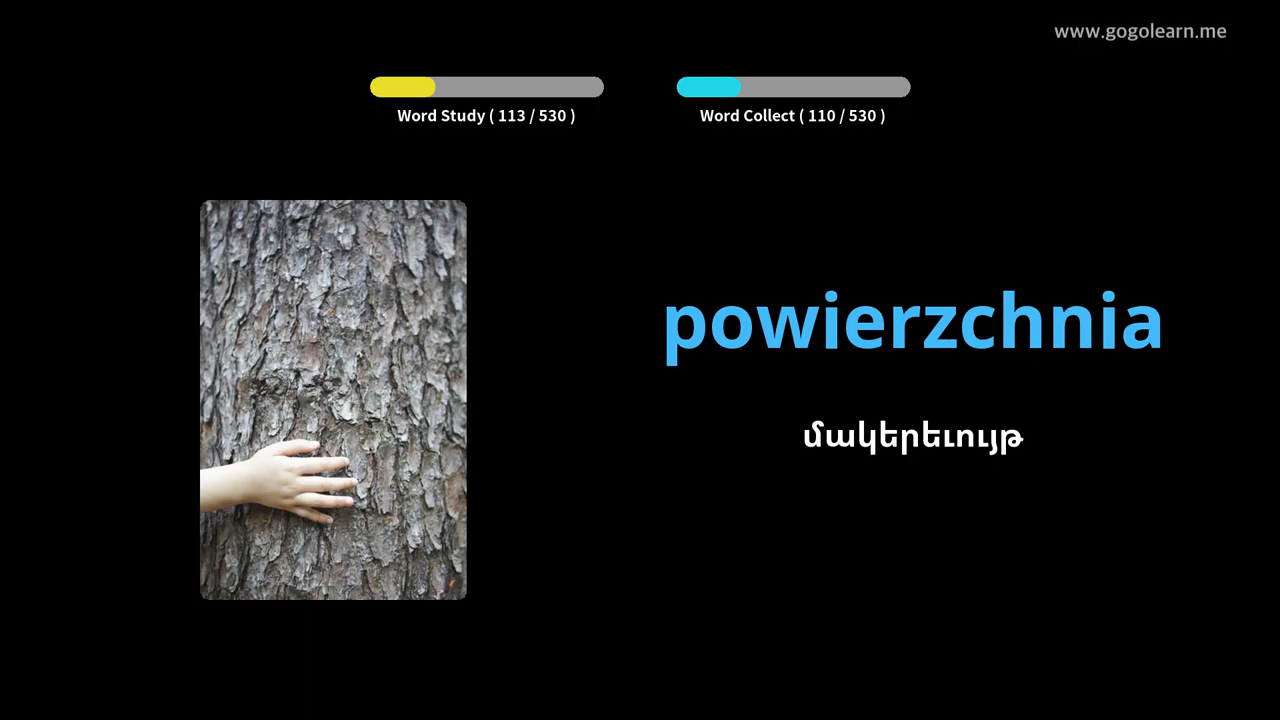 www.gogolearn.me
Word Study ( 113 / 530 )
Word Collect ( 110 / 530 )
powierzchnia
մակերեւույթ